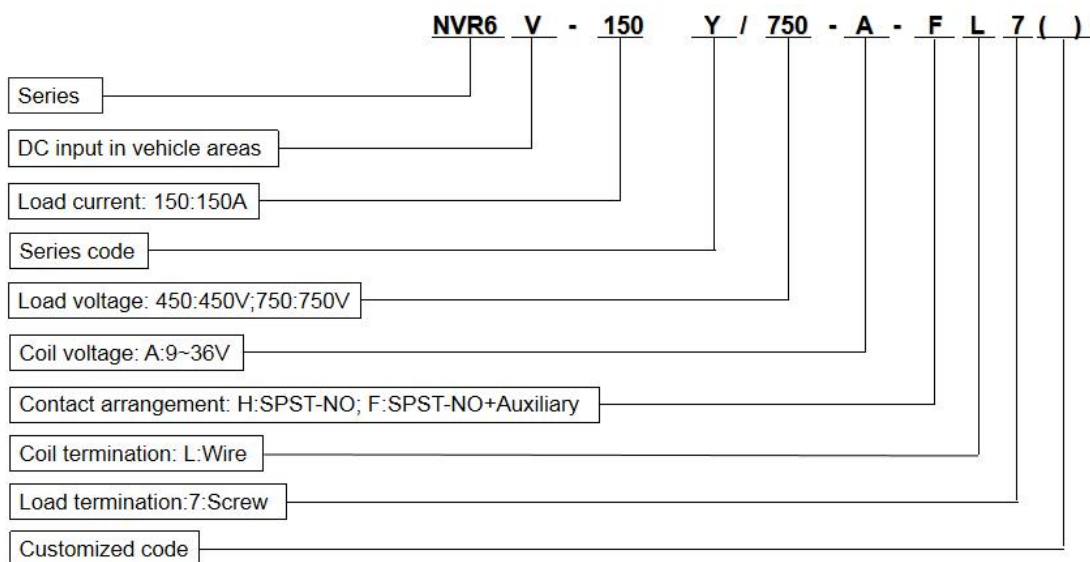 NVR6 V - 150 Y / 750 - A - F L 7 ( )
Series
DC input in vehicle areas
Load current: 150:150A
Series code
Load voltage: 450:450V;750:750V
Coil voltage: A:9~36V
Contact arrangement: H:SPST-NO; F:SPST-NO+Auxiliary
Coil termination: L:Wire
Load termination:7:Screw
Customized code